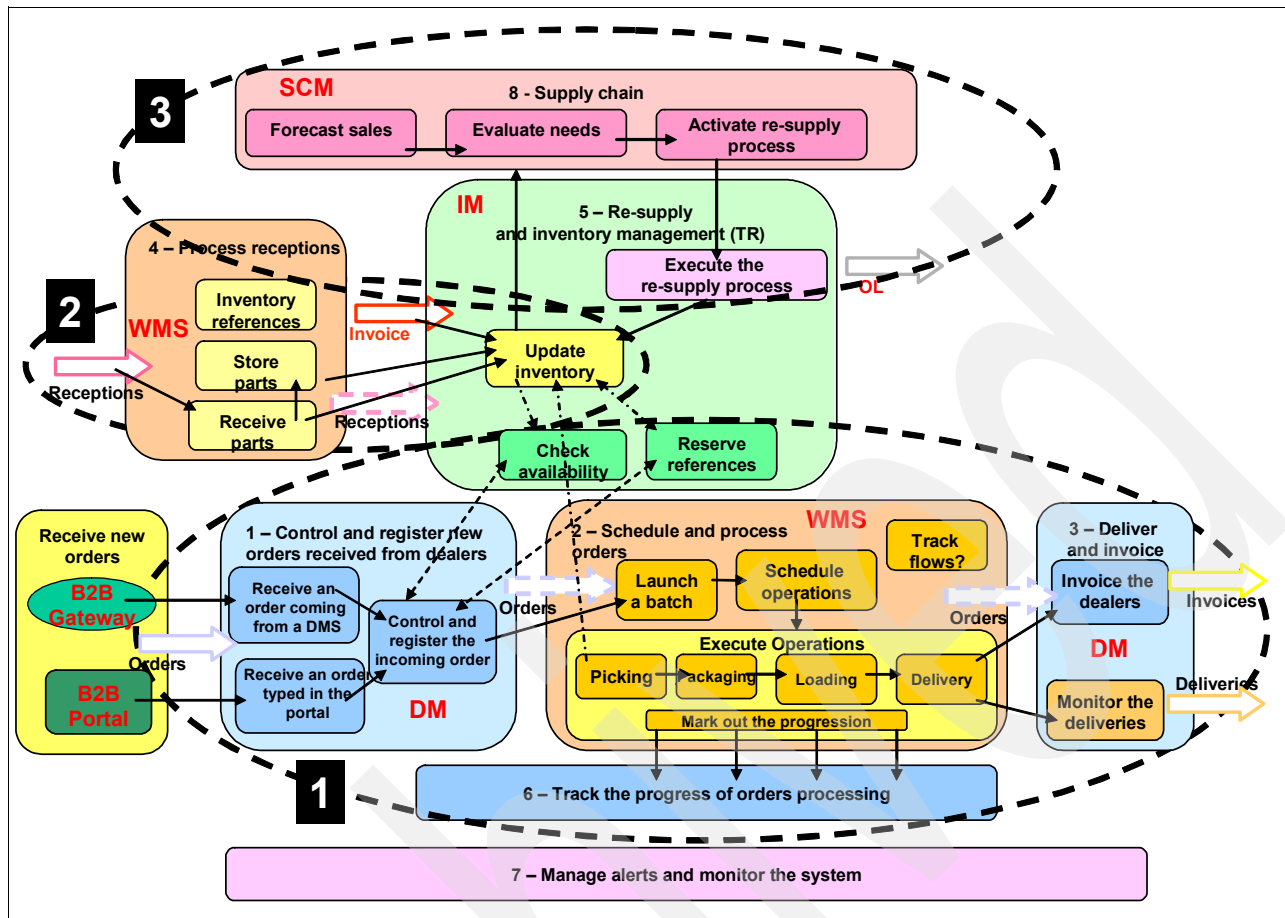 3
SCM
8 - Supply chain
Forecast sales
Evaluate needs
Activate re-supply
process
IM
5 – Re-supply
and inventory management (TR)
Execute the
re-supply process
OL
4 – Process receptions
2
WMS
Inventory
references
Store
parts
Receive
parts
Receptions
Invoice
Receptions
Update
inventory
Check
availability
Reserve
references
Receive new
orders
B2B
Gateway
Orders
B2B
Portal
1 – Control and register new
orders received from dealers
Receive an
order coming
from a DMS
Receive an order
typed in the
portal
Control and
register the
incoming order
DM
Orders
WMS
2 – Schedule and process
orders
Track
flows?
Launch
a batch
Schedule
operations
Execute Operations
Picking
Packaging
Loading
Delivery
Mark out the progression
Orders
3 – Deliver
and invoice
Invoice the
dealers
Invoices
DM
Deliveries
Monitor the
deliveries
1
6 – Track the progress of orders processing
7 – Manage alerts and monitor the system